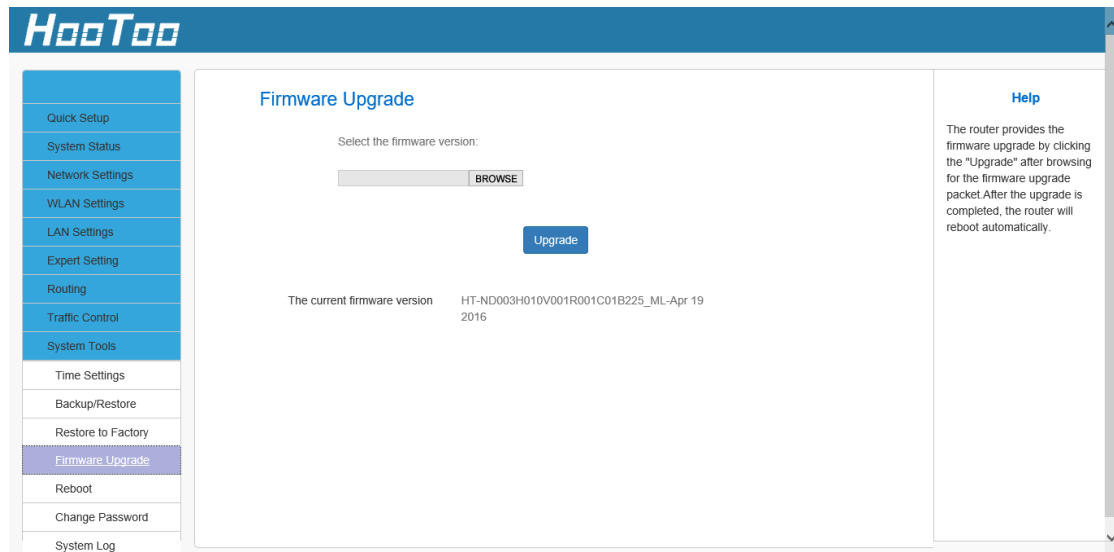 HooToo
Quick Setup
System Status
Network Settings
WLAN Settings
LAN Settings
Expert Setting
Routing
Traffic Control
System Tools
Time Settings
Backup/Restore
Restore to Factory
Firmware Upgrade
Reboot
Change Password
System Log
Firmware Upgrade
Select the firmware version:
BROWSE
Upgrade
The current firmware version HT-ND003H010V001R001C01B225_ML-Apr 19
2016
Help
The router provides the
firmware upgrade by clicking
the "Upgrade" after browsing
for the firmware upgrade
packet.After the upgrade is
completed, the router will
reboot automatically.